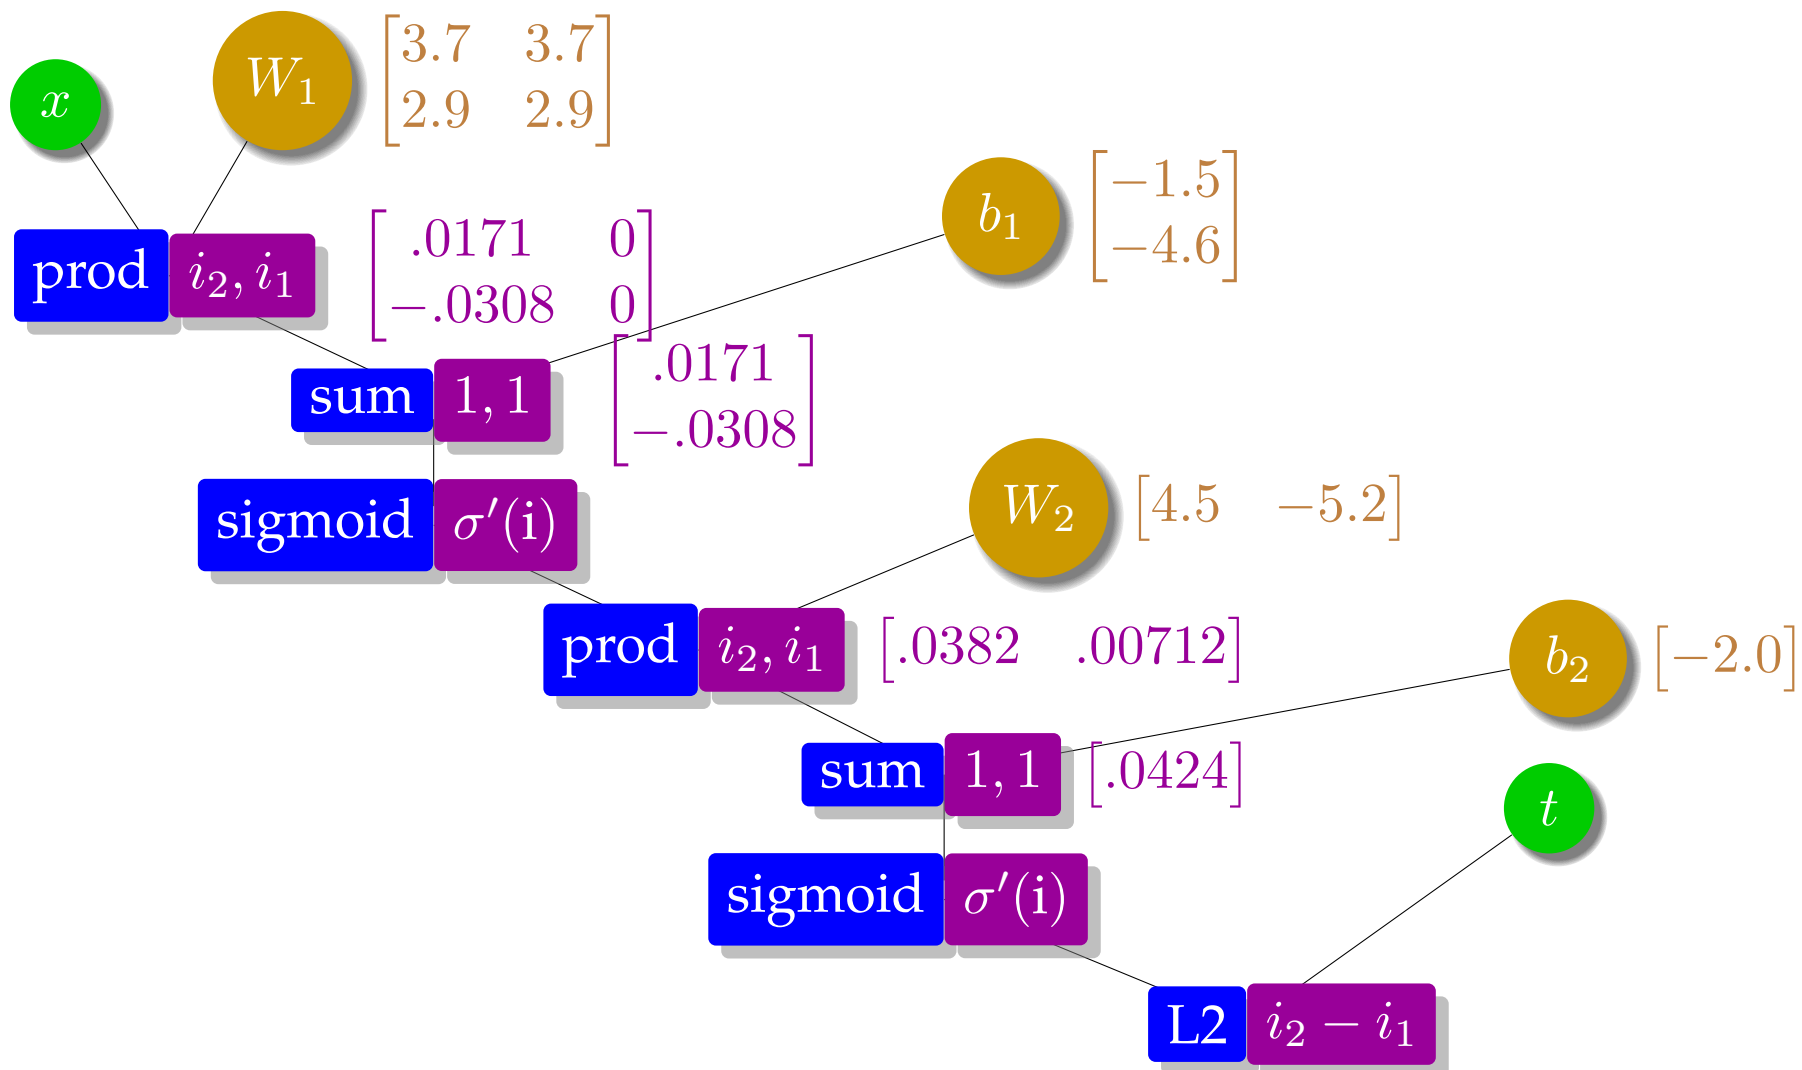 x
W₁
[3.7 3.7
2.9 2.9]
b₁
[−1.5
−4.6]
prod i₂, i₁
[.0171 0
−.0308 0]
sum 1, 1
[.0171
−.0308]
sigmoid σ′(i)
W₂
[4.5 −5.2]
prod i₂, i₁
[.0382 .00712]
b₂
[−2.0]
sum 1, 1
[.0424]
t
sigmoid σ′(i)
L2 i₂ − i₁